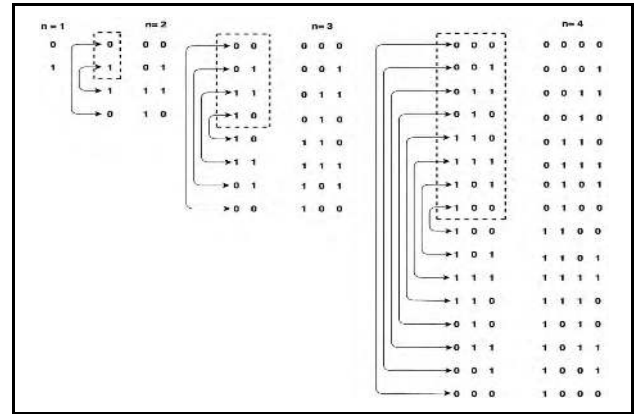 n = 1 n= 2 n= 3 n= 4
0 0 0 0 0 0 0 0 0 0 0 0 0 0 0 0
1 1 0 1 0 1 0 0 1 0 0 1 0 0 0 1
1 1 1 1 1 0 1 1 0 1 1 0 0 1 1
0 1 0 1 0 0 1 0 0 1 0 0 0 1 0
1 0 1 1 0 1 1 0 0 1 1 0
1 1 1 1 1 1 1 1 0 1 1 1
0 1 1 0 1 1 0 1 0 1 0 1
0 0 1 0 0 1 0 0 0 1 0 0
1 0 0 1 1 0 0
1 0 1 1 1 0 1
1 1 1 1 1 1 1
1 1 0 1 1 1 0
0 1 0 1 0 1 0
0 1 1 1 0 1 1
0 0 1 1 0 0 1
0 0 0 1 0 0 0